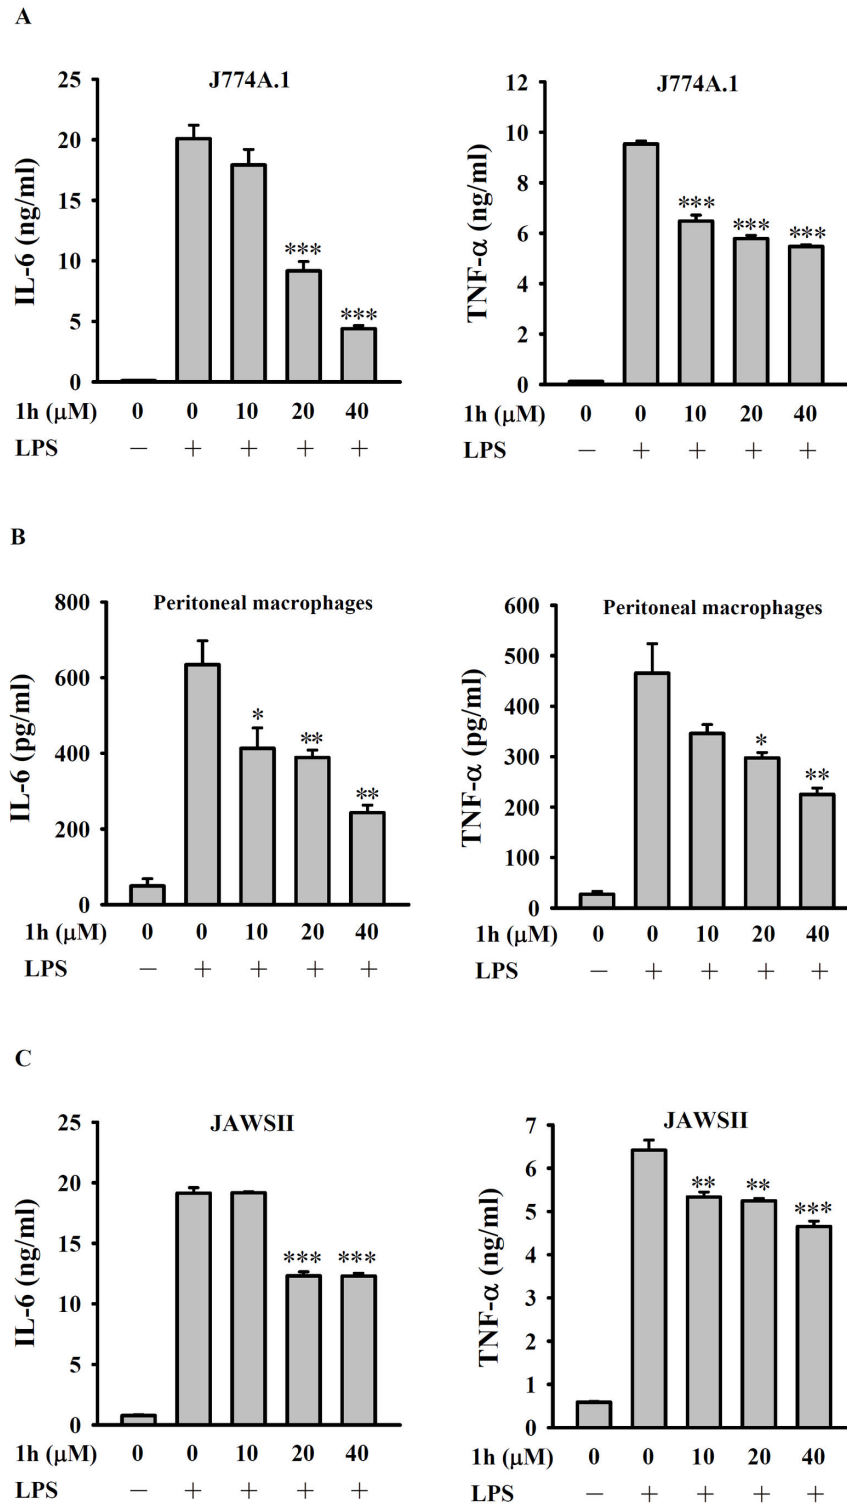 A
J774A.1
IL-6 (ng/ml)
25
20
15
10
5
0
1h (μM) 0 0 10 20 40
LPS — + + + +
*** ***
J774A.1
TNF-α (ng/ml)
12
10
8
6
4
2
0
*** *** ***
1h (μM) 0 0 10 20 40
LPS — + + + +
B
Peritoneal macrophages
IL-6 (pg/ml)
800
600
400
200
0
* ** **
1h (μM) 0 0 10 20 40
LPS — + + + +
Peritoneal macrophages
TNF-α (pg/ml)
600
500
400
300
200
100
0
* **
1h (μM) 0 0 10 20 40
LPS — + + + +
C
JAWSII
IL-6 (ng/ml)
25
20
15
10
5
0
*** ***
1h (μM) 0 0 10 20 40
LPS — + + + +
JAWSII
TNF-α (ng/ml)
7
6
5
4
3
2
1
0
** ** ***
1h (μM) 0 0 10 20 40
LPS — + + + +